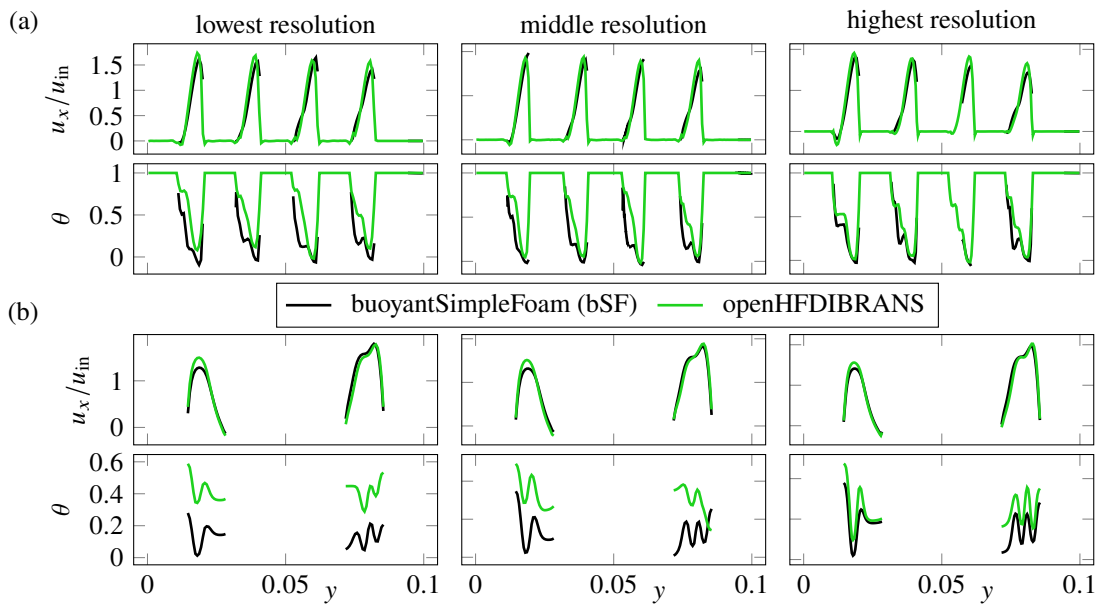 (a)
lowest resolution
middle resolution
highest resolution
u_x/u_in
1.5
1
0.5
0
θ
1
0.5
0
buoyantSimpleFoam (bSF)
openHFDIBRANS
(b)
u_x/u_in
1
0
θ
0.6
0.4
0.2
0
0 0.05 0.1
y
0 0.05 0.1
y
0 0.05 0.1
y